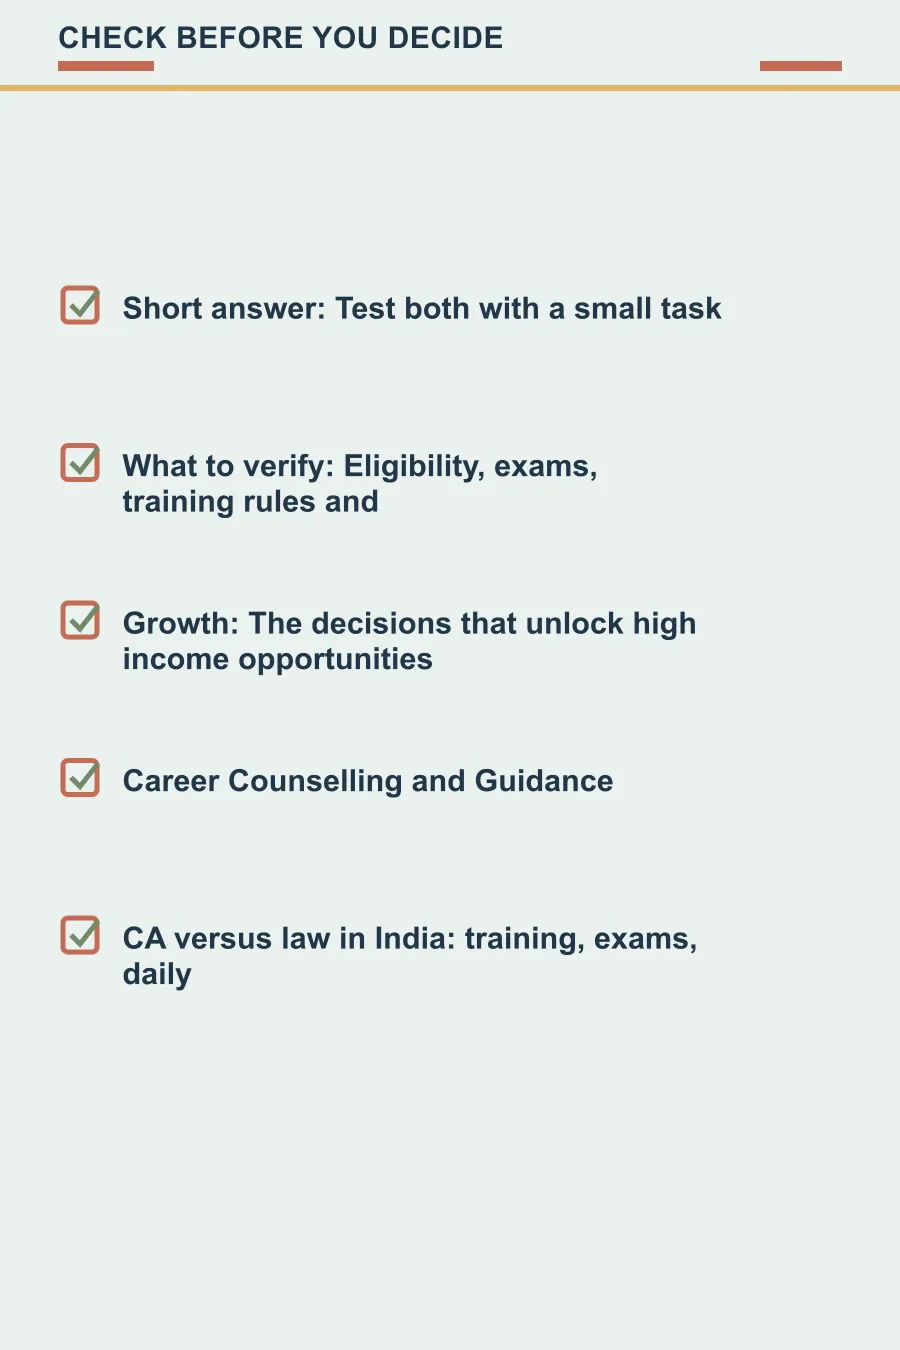 CHECK BEFORE YOU DECIDE
Short answer: Test both with a small task
What to verify: Eligibility, exams,
training rules and
Growth: The decisions that unlock high
income opportunities
Career Counselling and Guidance
CA versus law in India: training, exams,
daily